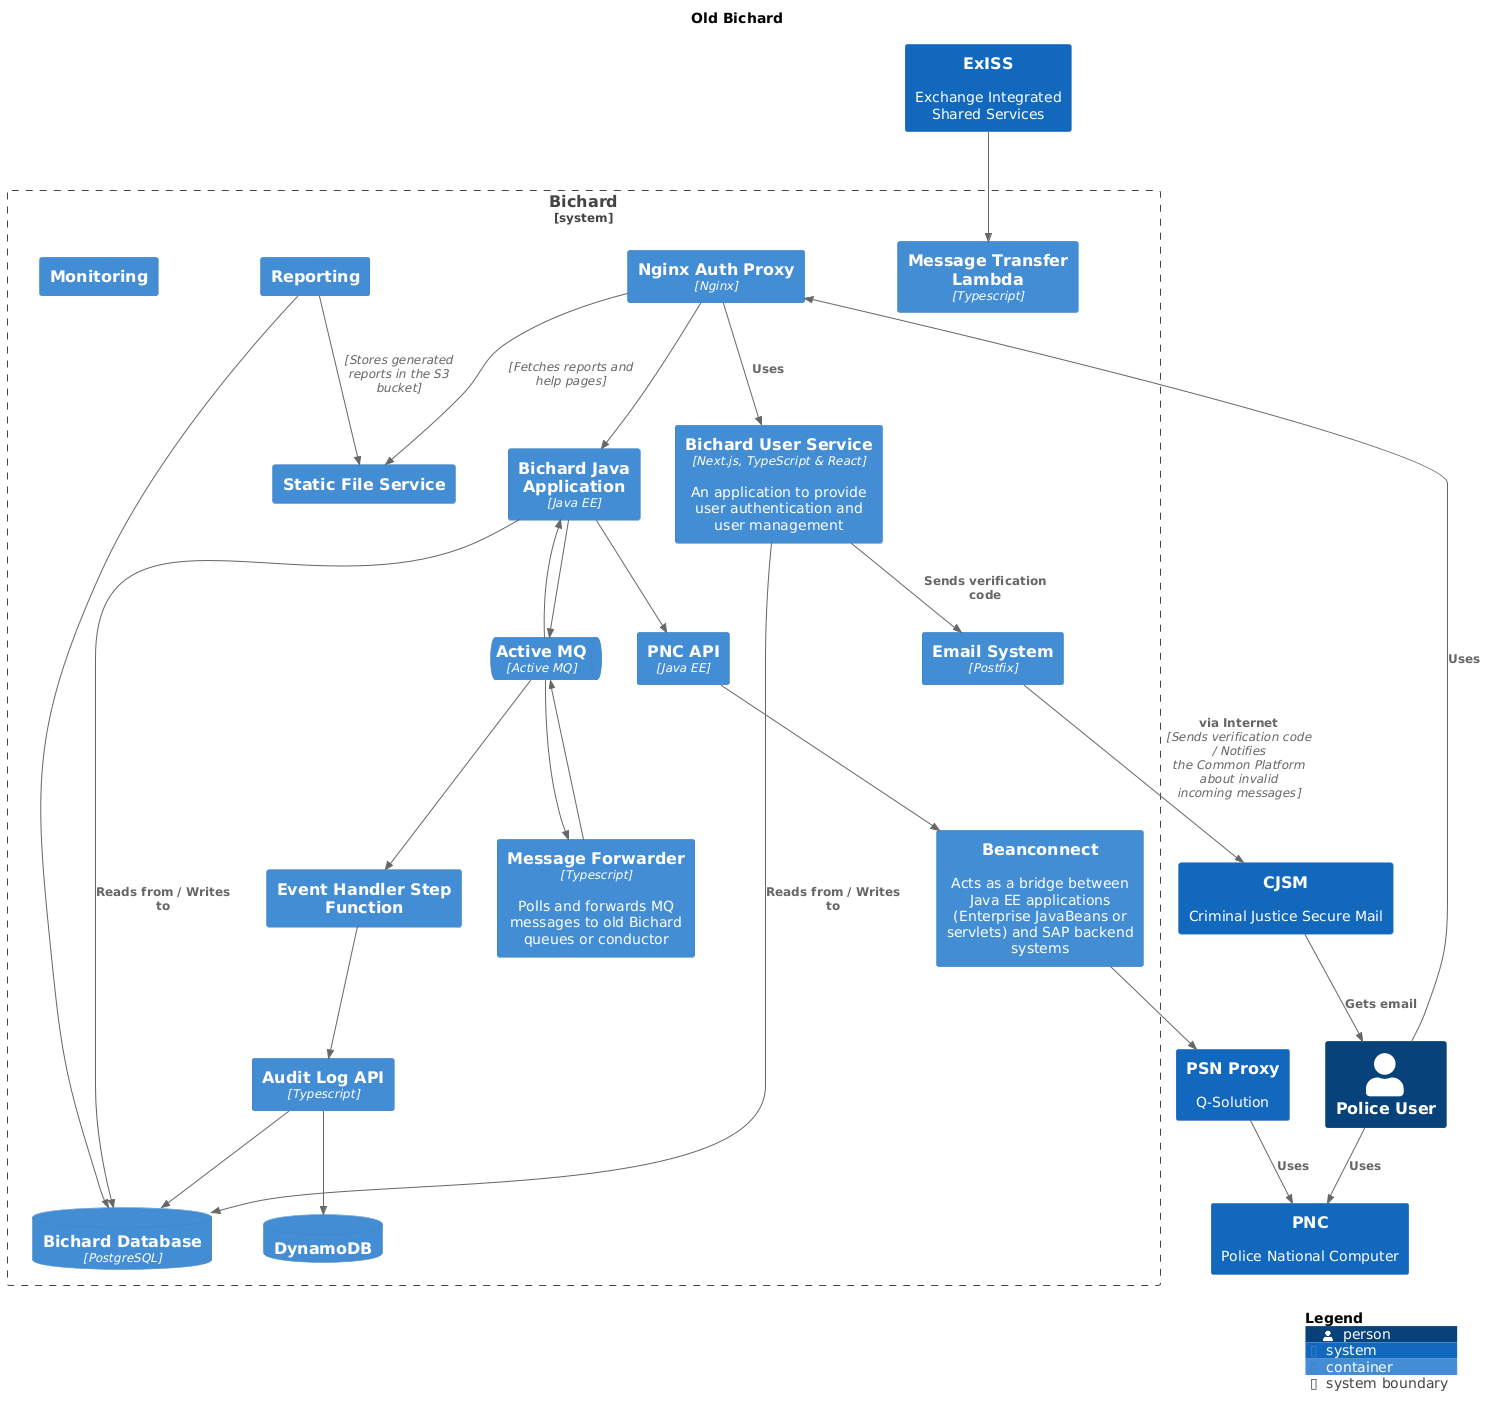 Old Bichard
ExISS
Exchange Integrated
Shared Services
Bichard
[system]
Monitoring
Reporting
Nginx Auth Proxy
[Nginx]
Message Transfer
Lambda
[Typescript]
[Stores generated
reports in the S3
bucket]
[Fetches reports and
help pages]
Uses
Static File Service
Bichard Java
Application
[Java EE]
Bichard User Service
[Next.js, TypeScript & React]
An application to provide
user authentication and
user management
Sends verification
code
Active MQ
[Active MQ]
PNC API
[Java EE]
Email System
[Postfix]
Uses
via Internet
[Sends verification code
/ Notifies
the Common Platform
about invalid
incoming messages]
Reads from / Writes
to
Event Handler Step
Function
Message Forwarder
[Typescript]
Polls and forwards MQ
messages to old Bichard
queues or conductor
Reads from / Writes
to
Beanconnect
Acts as a bridge between
Java EE applications
(Enterprise JavaBeans or
servlets) and SAP backend
systems
CJSM
Criminal Justice Secure Mail
Gets email
Audit Log API
[Typescript]
PSN Proxy
Q-Solution
Police User
Uses
Uses
Bichard Database
[PostgreSQL]
DynamoDB
PNC
Police National Computer
Legend
person
system
container
system boundary